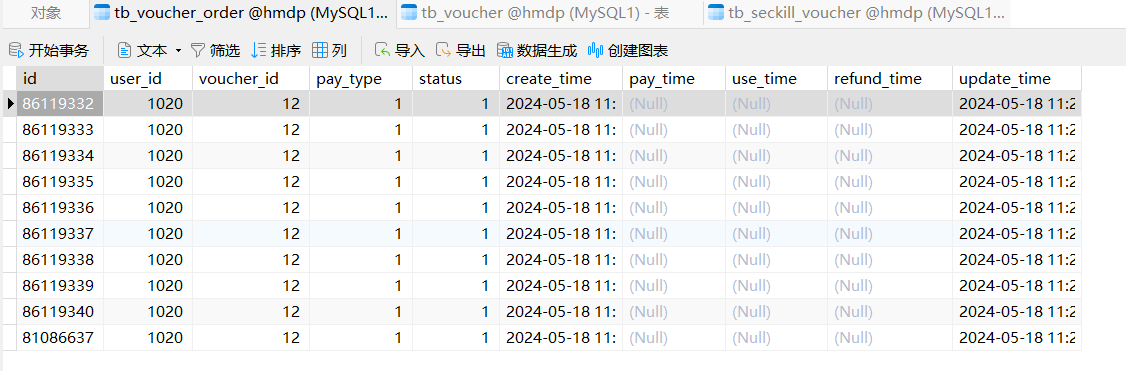 对象 tb_voucher_order @hmdp (MySQL1... tb_voucher @hmdp (MySQL1) - 表 tb_seckill_voucher @hmdp (MySQL1...
开始事务 文本 筛选 排序 列 导入 导出 数据生成 创建图表
id user_id voucher_id pay_type status create_time pay_time use_time refund_time update_time
86119332 1020 12 1 1 2024-05-18 11: (Null) (Null) (Null) 2024-05-18 11:2
86119333 1020 12 1 1 2024-05-18 11: (Null) (Null) (Null) 2024-05-18 11:2
86119334 1020 12 1 1 2024-05-18 11: (Null) (Null) (Null) 2024-05-18 11:2
86119335 1020 12 1 1 2024-05-18 11: (Null) (Null) (Null) 2024-05-18 11:2
86119336 1020 12 1 1 2024-05-18 11: (Null) (Null) (Null) 2024-05-18 11:2
86119337 1020 12 1 1 2024-05-18 11: (Null) (Null) (Null) 2024-05-18 11:2
86119338 1020 12 1 1 2024-05-18 11: (Null) (Null) (Null) 2024-05-18 11:2
86119339 1020 12 1 1 2024-05-18 11: (Null) (Null) (Null) 2024-05-18 11:2
86119340 1020 12 1 1 2024-05-18 11: (Null) (Null) (Null) 2024-05-18 11:2
81086637 1020 12 1 1 2024-05-18 11: (Null) (Null) (Null) 2024-05-18 11:2